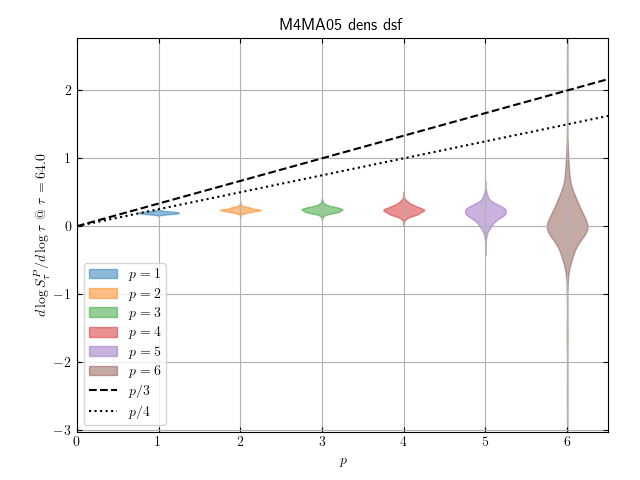 M4MA05 dens dsf
d log S_τ^P / d log τ @ τ = 64.0
2
1
0
−1
−2
−3
p = 1
p = 2
p = 3
p = 4
p = 5
p = 6
p/3
p/4
0 1 2 3 4 5 6
p